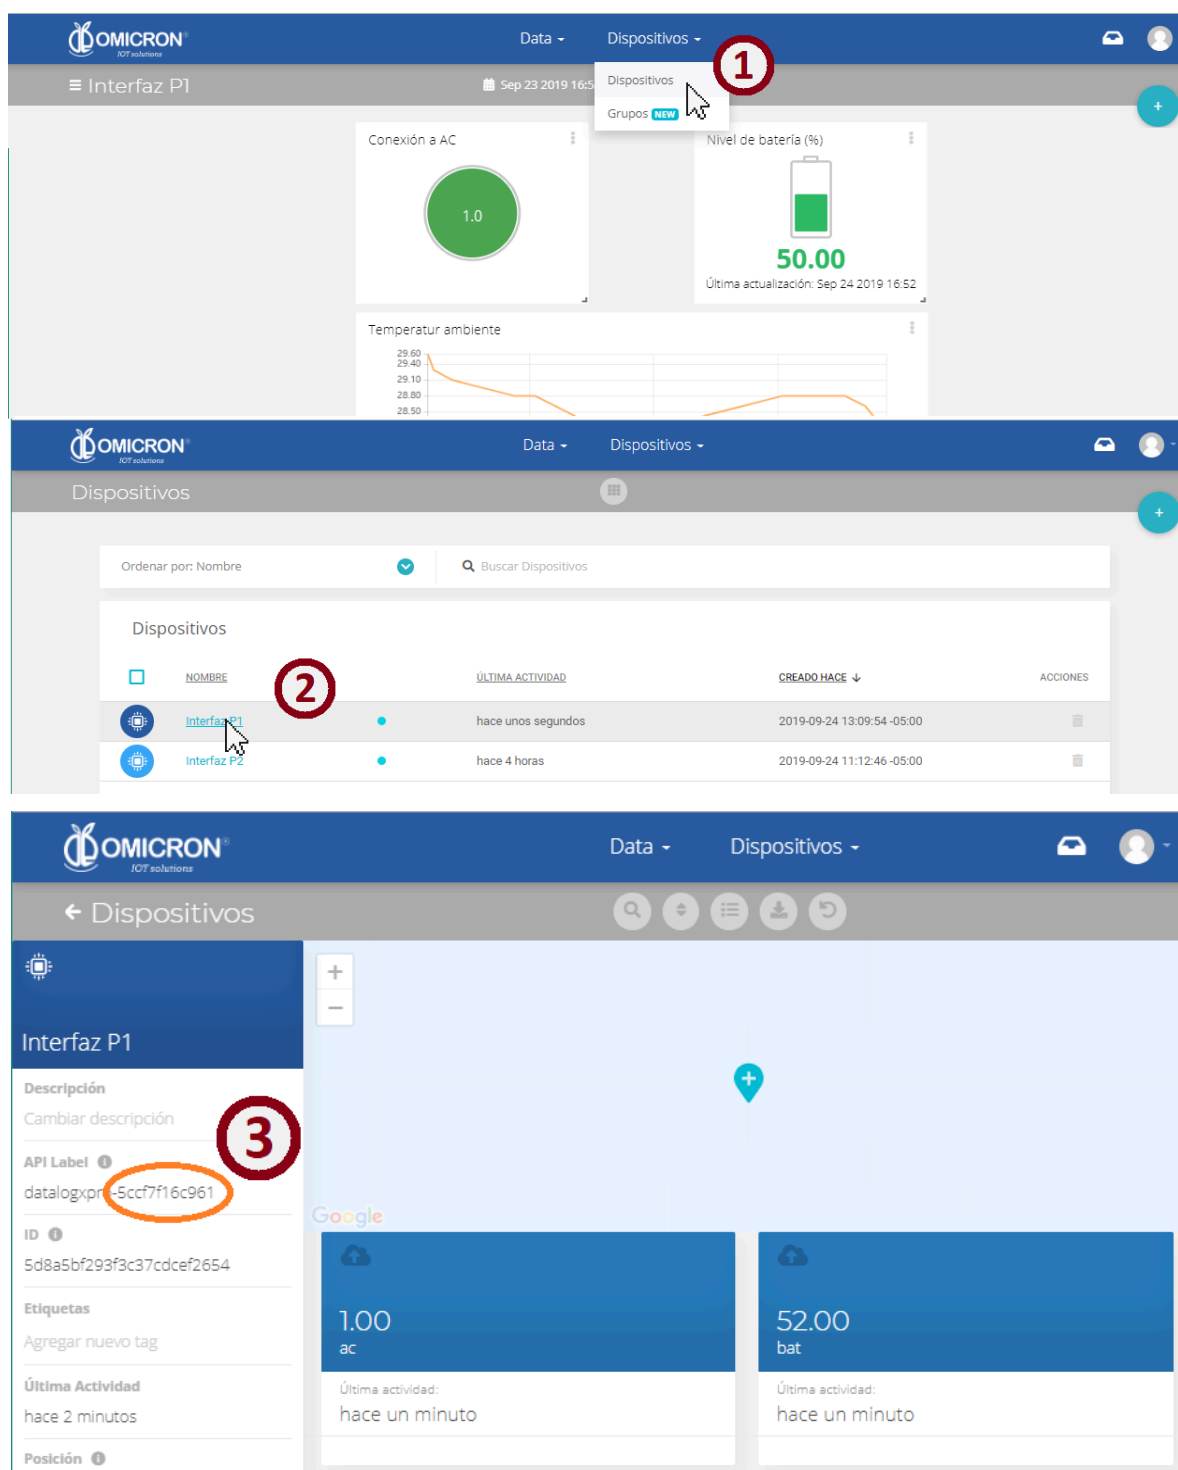 OMICRON®
IOT solutions
Data
Dispositivos
1
Interfaz P1
Sep 23 2019 16:5
Dispositivos
Grupos NEW
+
Conexión a AC
1.0
Nivel de batería (%)
50.00
Última actualización: Sep 24 2019 16:52
Temperatur ambiente
29.60
29.40
29.10
28.80
28.50
OMICRON®
IOT solutions
Data
Dispositivos
Dispositivos
+
Ordenar por: Nombre
Buscar Dispositivos
Dispositivos
NOMBRE
2
ÚLTIMA ACTIVIDAD
CREADO HACE
ACCIONES
Interfaz P1
hace unos segundos
2019-09-24 13:09:54 -05:00
Interfaz P2
hace 4 horas
2019-09-24 11:12:46 -05:00
OMICRON®
IOT solutions
Data
Dispositivos
Dispositivos
Interfaz P1
+
−
Descripción
Cambiar descripción
3
API Label
-5ccf7f16c961
ID
5d8a5bf293f3c37cdcef2654
Etiquetas
Agregar nuevo tag
Última Actividad
hace 2 minutos
Posición
Google
1.00
ac
Última actividad:
hace un minuto
52.00
bat
Última actividad:
hace un minuto